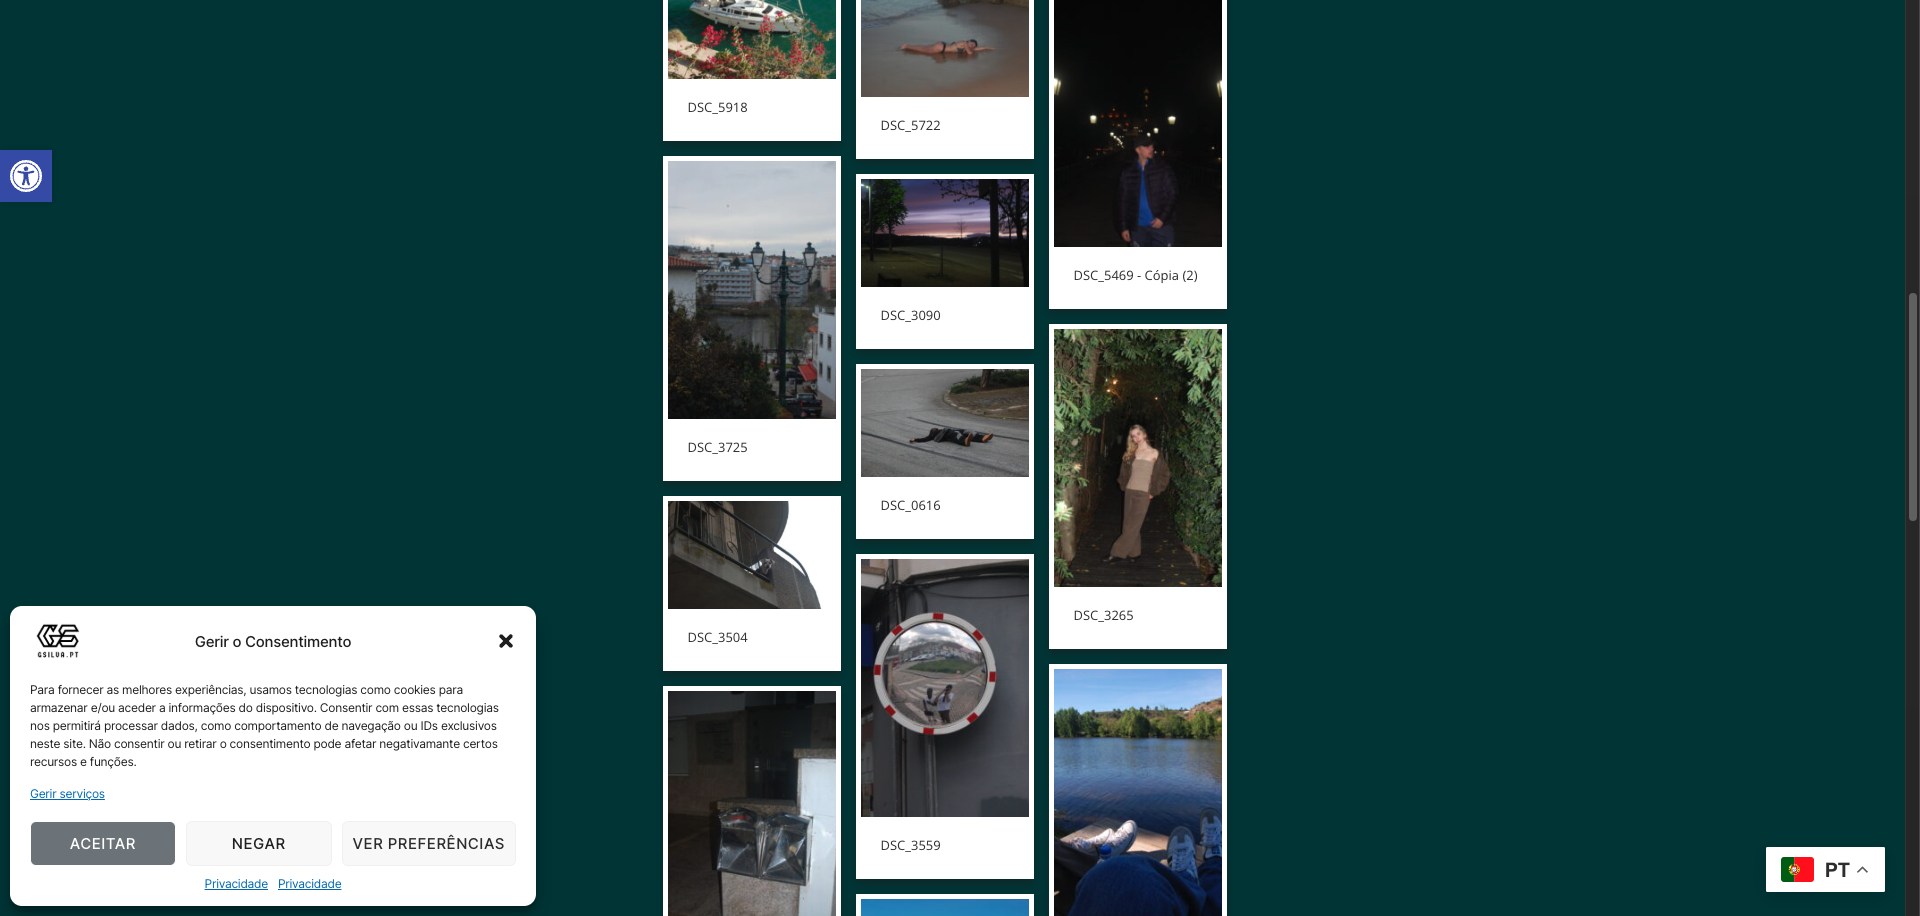 DSC_5918
DSC_5722
DSC_5469 - Cópia (2)
DSC_3725
DSC_3090
DSC_0616
DSC_3265
DSC_3504
DSC_3559
GSILVA.PT
Gerir o Consentimento
Para fornecer as melhores experiências, usamos tecnologias como cookies para
armazenar e/ou aceder a informações do dispositivo. Consentir com essas tecnologias
nos permitirá processar dados, como comportamento de navegação ou IDs exclusivos
neste site. Não consentir ou retirar o consentimento pode afetar negativamante certos
recursos e funções.
Gerir serviços
ACEITAR
NEGAR
VER PREFERÊNCIAS
Privacidade Privacidade
PT